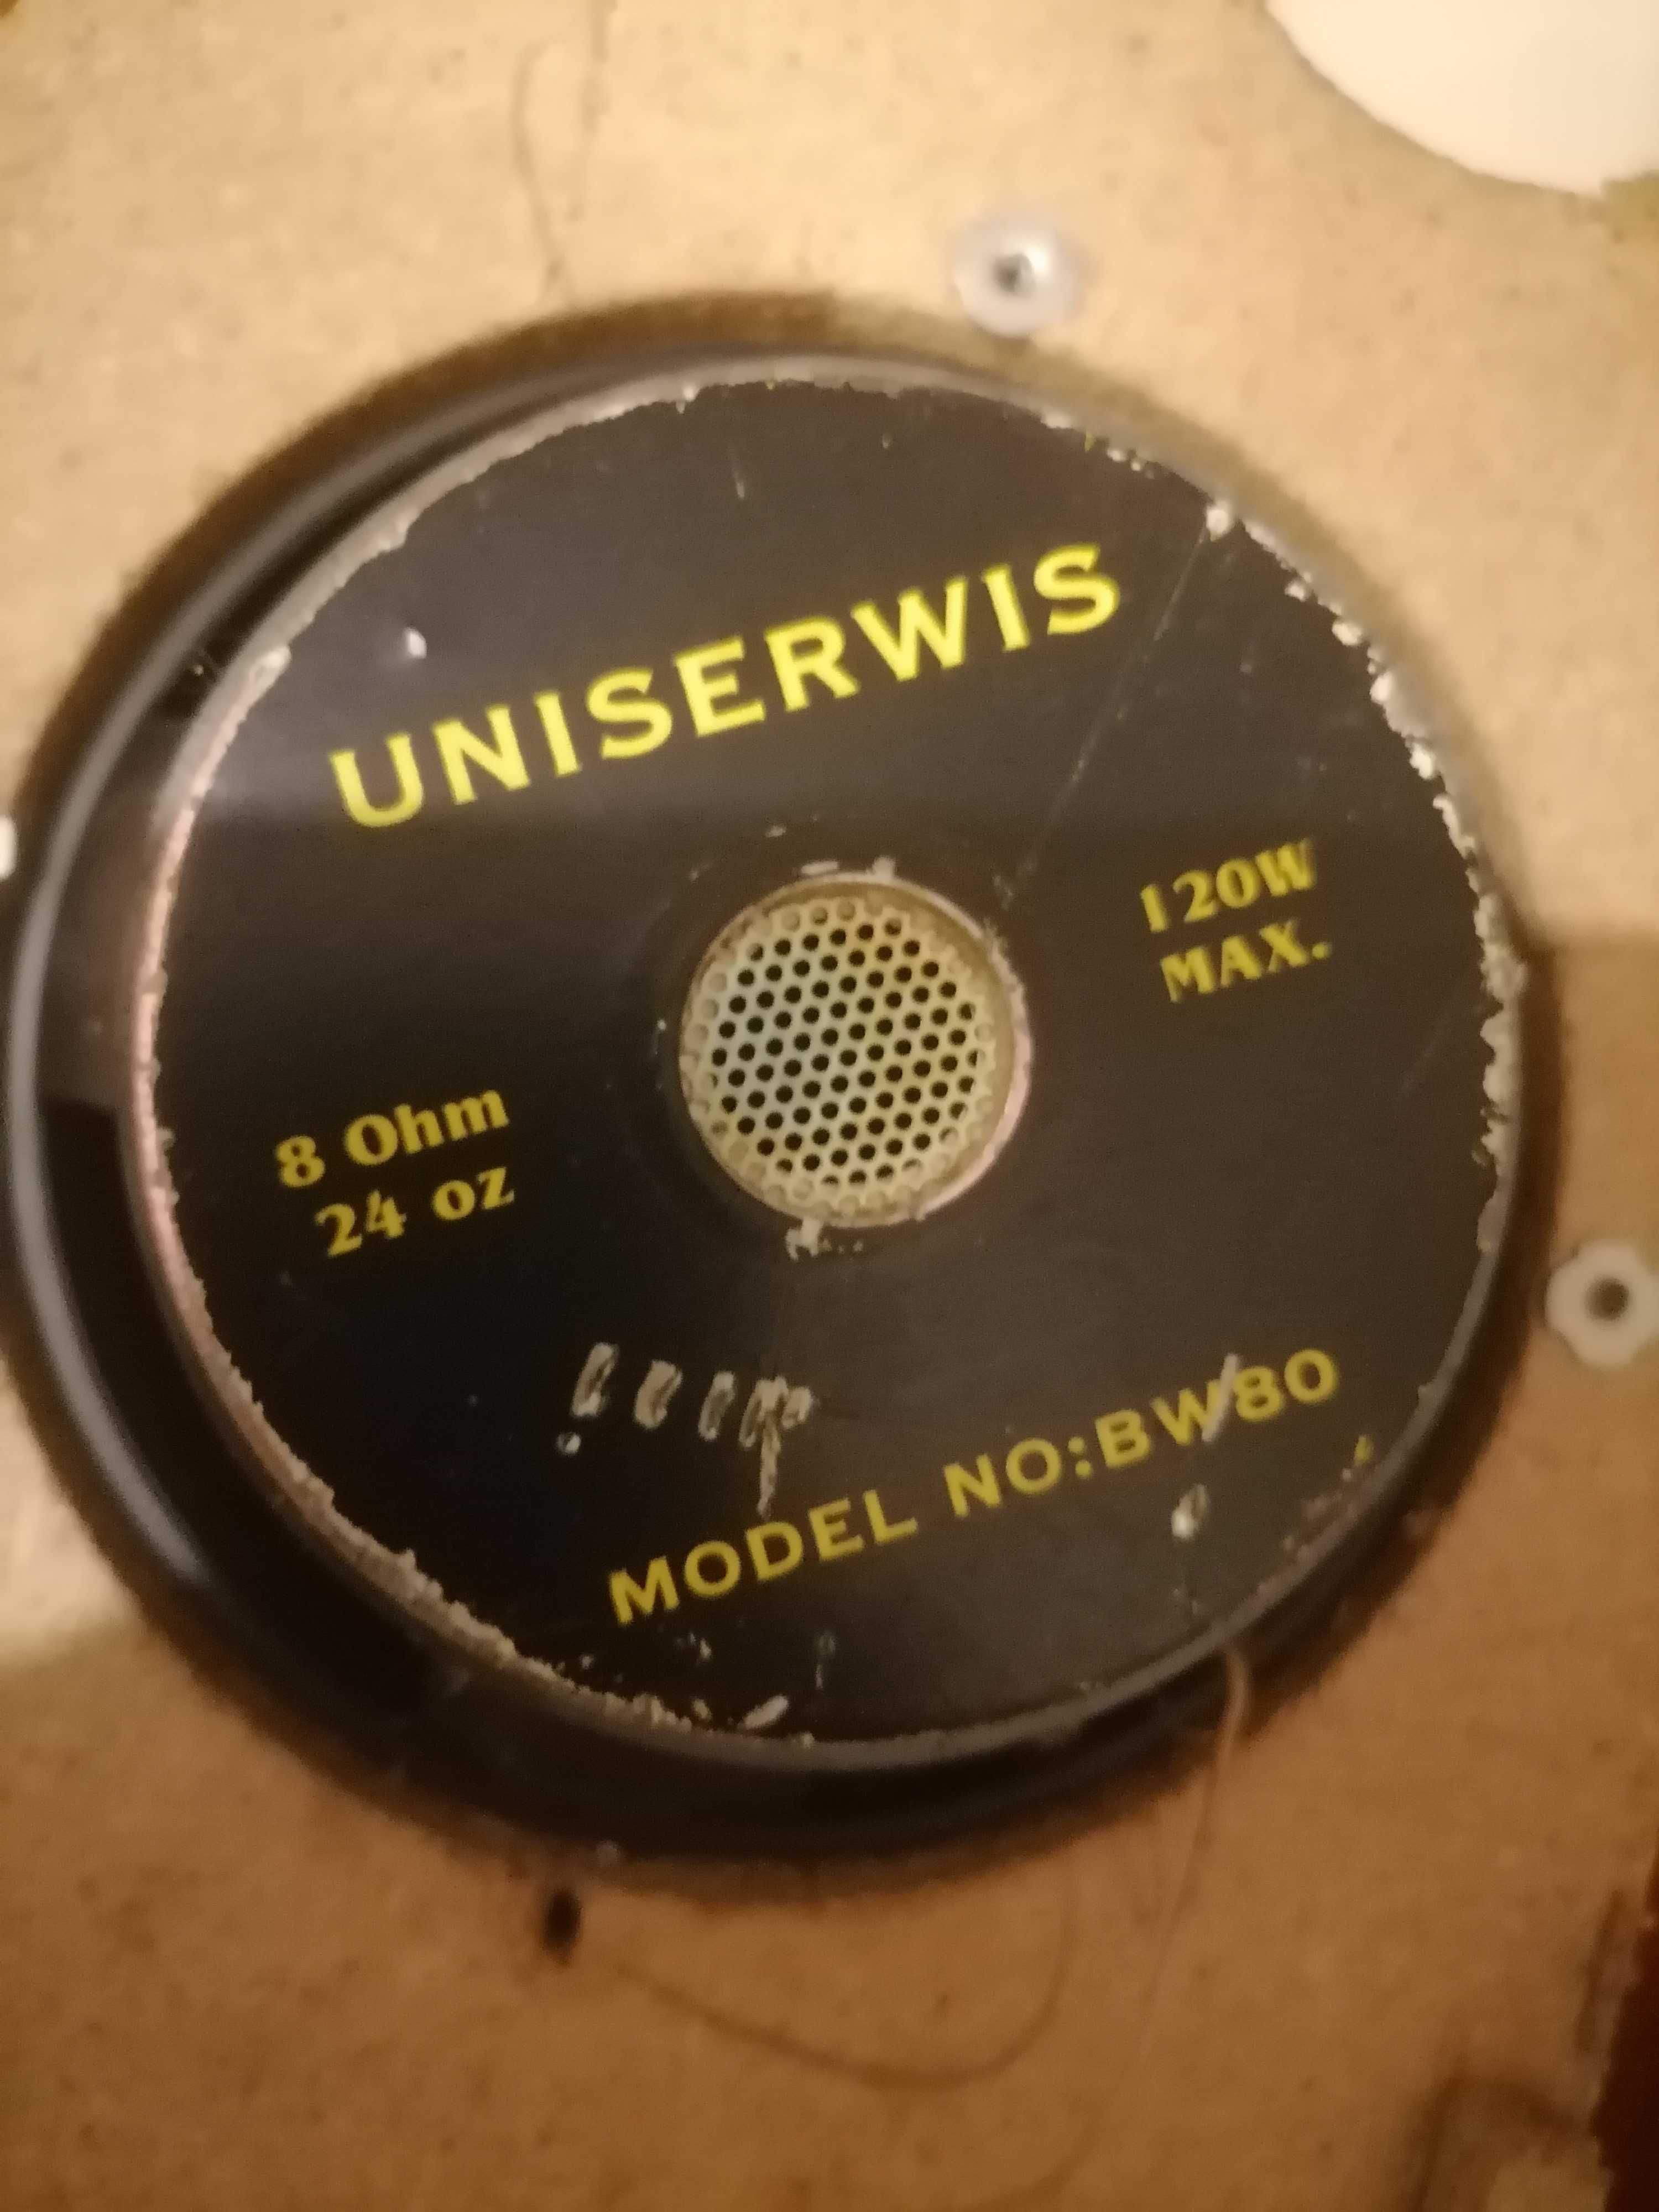 UNISERWIS
120W
MAX.
8 Ohm
24 oz
MODEL NO:BW80